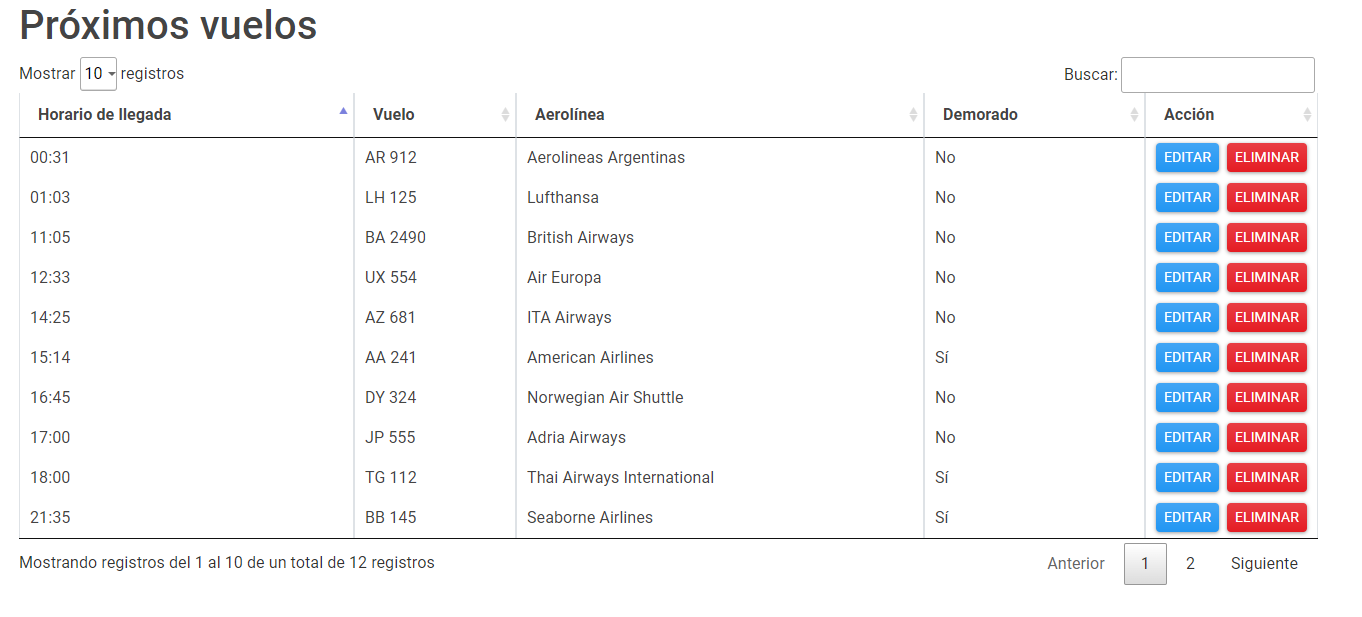 Próximos vuelos
Mostrar 10 registros Buscar:
Horario de llegada Vuelo Aerolínea Demorado Acción
00:31 AR 912 Aerolineas Argentinas No EDITAR ELIMINAR
01:03 LH 125 Lufthansa No EDITAR ELIMINAR
11:05 BA 2490 British Airways No EDITAR ELIMINAR
12:33 UX 554 Air Europa No EDITAR ELIMINAR
14:25 AZ 681 ITA Airways No EDITAR ELIMINAR
15:14 AA 241 American Airlines Sí EDITAR ELIMINAR
16:45 DY 324 Norwegian Air Shuttle No EDITAR ELIMINAR
17:00 JP 555 Adria Airways No EDITAR ELIMINAR
18:00 TG 112 Thai Airways International Sí EDITAR ELIMINAR
21:35 BB 145 Seaborne Airlines Sí EDITAR ELIMINAR
Mostrando registros del 1 al 10 de un total de 12 registros Anterior 1 2 Siguiente